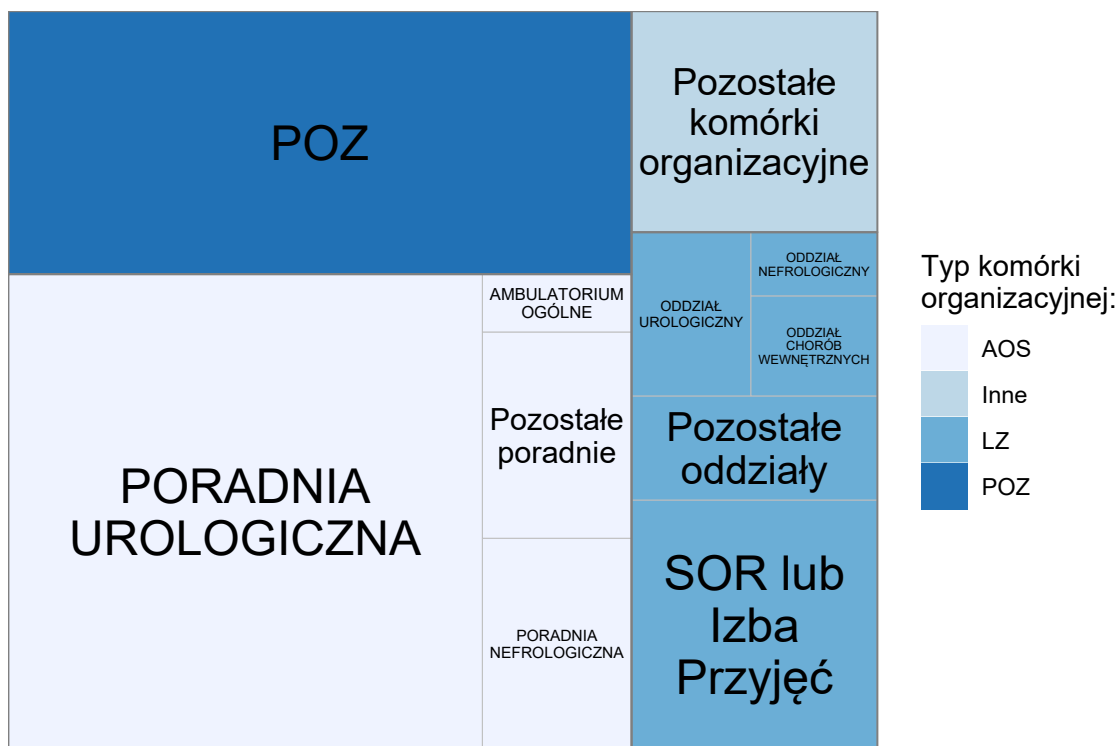 POZ
Pozostałe
komórki
organizacyjne
ODDZIAŁ
UROLOGICZNY
ODDZIAŁ
NEFROLOGICZNY
ODDZIAŁ
CHORÓB
WEWNĘTRZNYCH
AMBULATORIUM
OGÓLNE
Pozostałe
poradnie
PORADNIA
UROLOGICZNA
PORADNIA
NEFROLOGICZNA
Pozostałe
oddziały
SOR lub
Izba
Przyjęć
Typ komórki
organizacyjnej:
AOS
Inne
LZ
POZ